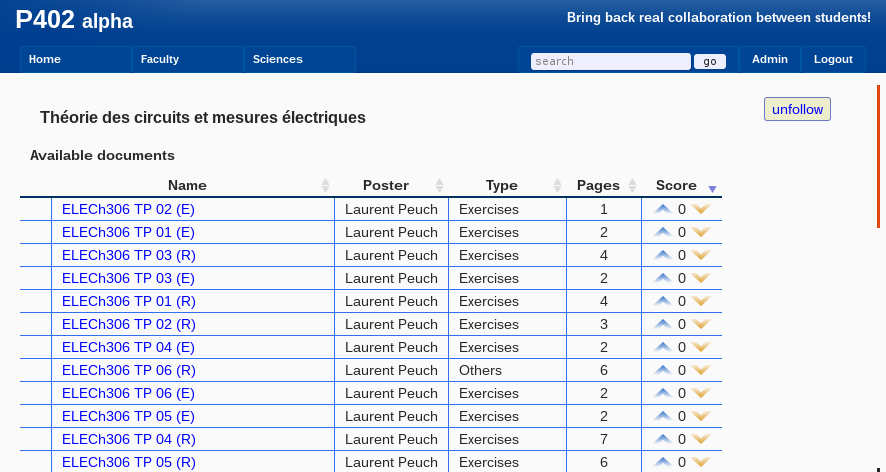 P402 alpha
Bring back real collaboration between students!
Home Faculty Sciences search go Admin Logout
Théorie des circuits et mesures électriques
unfollow
Available documents
Name Poster Type Pages Score
ELECh306 TP 02 (E) Laurent Peuch Exercises 1 0
ELECh306 TP 01 (E) Laurent Peuch Exercises 2 0
ELECh306 TP 03 (R) Laurent Peuch Exercises 4 0
ELECh306 TP 03 (E) Laurent Peuch Exercises 2 0
ELECh306 TP 01 (R) Laurent Peuch Exercises 4 0
ELECh306 TP 02 (R) Laurent Peuch Exercises 3 0
ELECh306 TP 04 (E) Laurent Peuch Exercises 2 0
ELECh306 TP 06 (R) Laurent Peuch Others 6 0
ELECh306 TP 06 (E) Laurent Peuch Exercises 2 0
ELECh306 TP 05 (E) Laurent Peuch Exercises 2 0
ELECh306 TP 04 (R) Laurent Peuch Exercises 7 0
ELECh306 TP 05 (R) Laurent Peuch Exercises 6 0